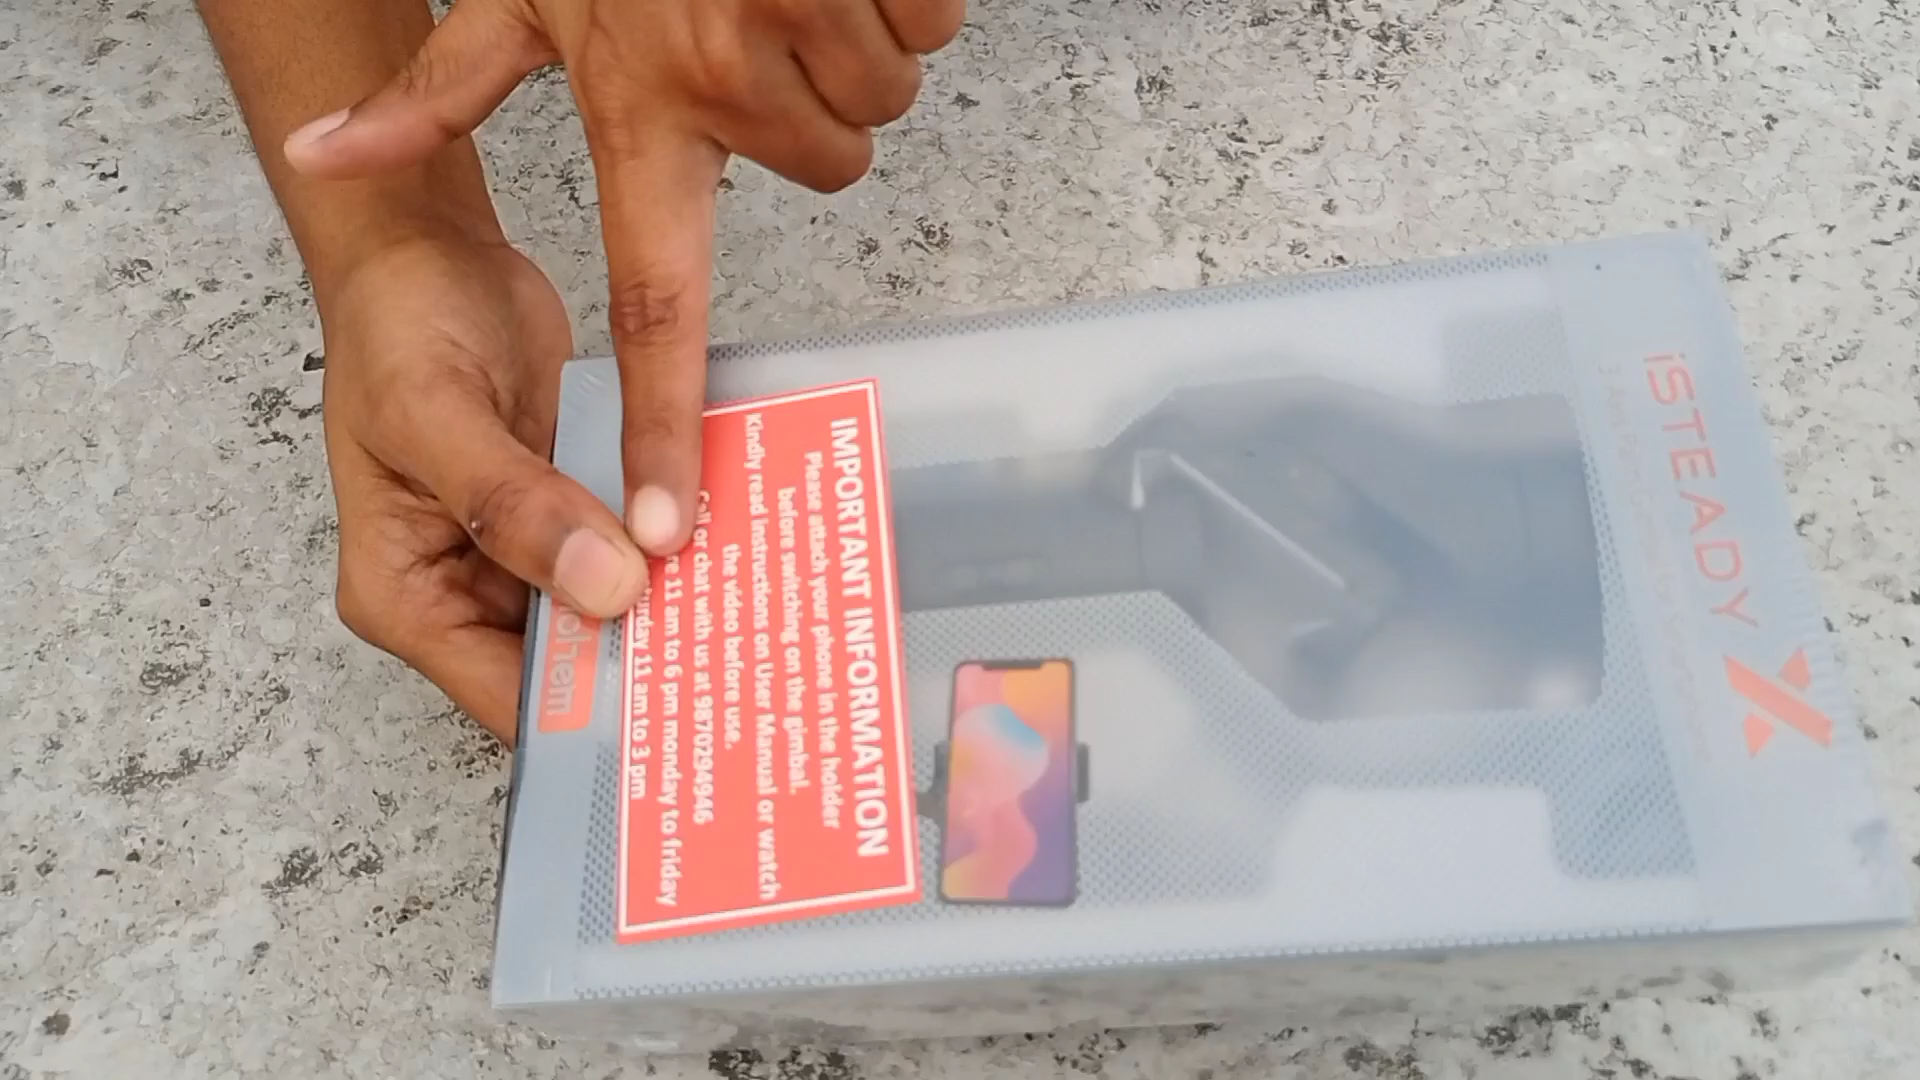 iSTEADY X
IMPORTANT INFORMATION
Please attach your phone in the holder
before switching on the gimbal.
Kindly read instructions on User Manual or watch
the video before use.
Call or chat with us at 9870294946
11 am to 6 pm monday to friday
11 am to 3 pm